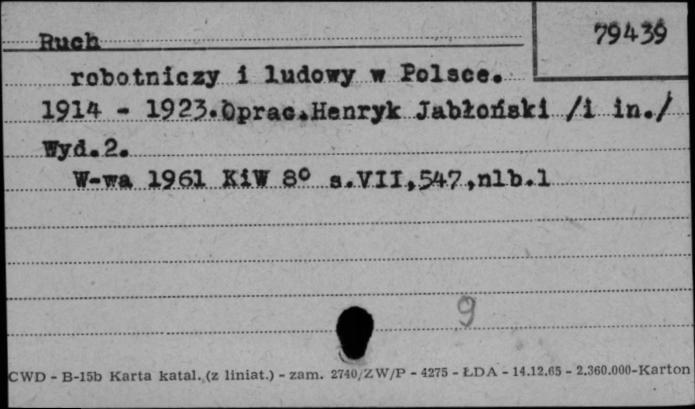 79439
Ruch
robotniczy i ludowy w Polsce.
1914 - 1923.Oprac.Henryk Jabłoński /i in./
Wyd.2.
W-wa 1961 KiW 8° s.VII,547,nlb.1
9
CWD - B-15b Karta katal. (z liniat.) - zam. 2740/ZW/P - 4275 - ŁDA - 14.12.65 - 2.360.000-Karton